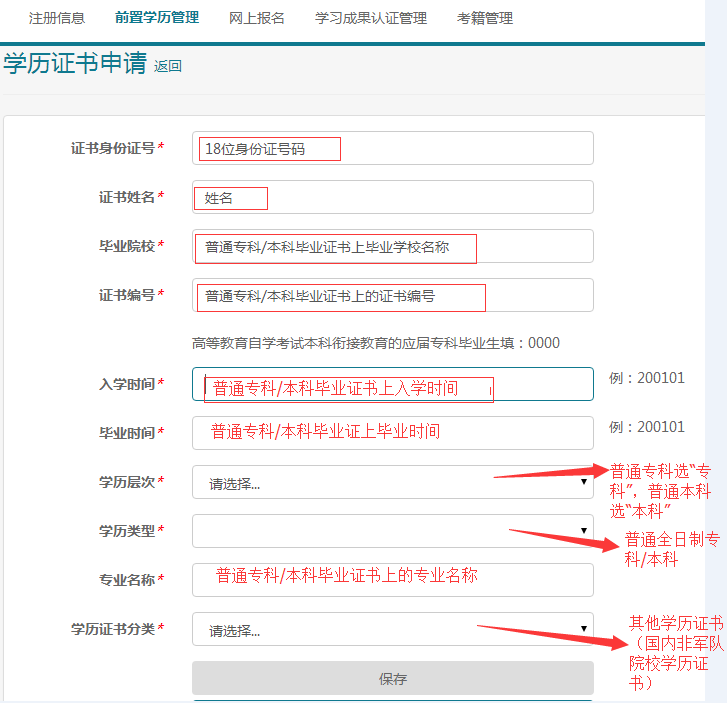 注册信息 前置学历管理 网上报名 学习成果认证管理 考籍管理
学历证书申请 返回
证书身份证号* 18位身份证号码
证书姓名* 姓名
毕业院校* 普通专科/本科毕业证书上毕业学校名称
证书编号* 普通专科/本科毕业证书上的证书编号
高等教育自学考试本科衔接教育的应届专科毕业生填：0000
入学时间* 普通专科/本科毕业证书上入学时间 例：200101
毕业时间* 普通专科/本科毕业证上毕业时间 例：200101
学历层次* 请选择...
普通专科选“专
科”，普通本科
选“本科”
学历类型*
普通全日制专
科/本科
专业名称* 普通专科/本科毕业证书上的专业名称
学历证书分类* 请选择...
其他学历证书
（国内非军队
院校学历证
书）
保存